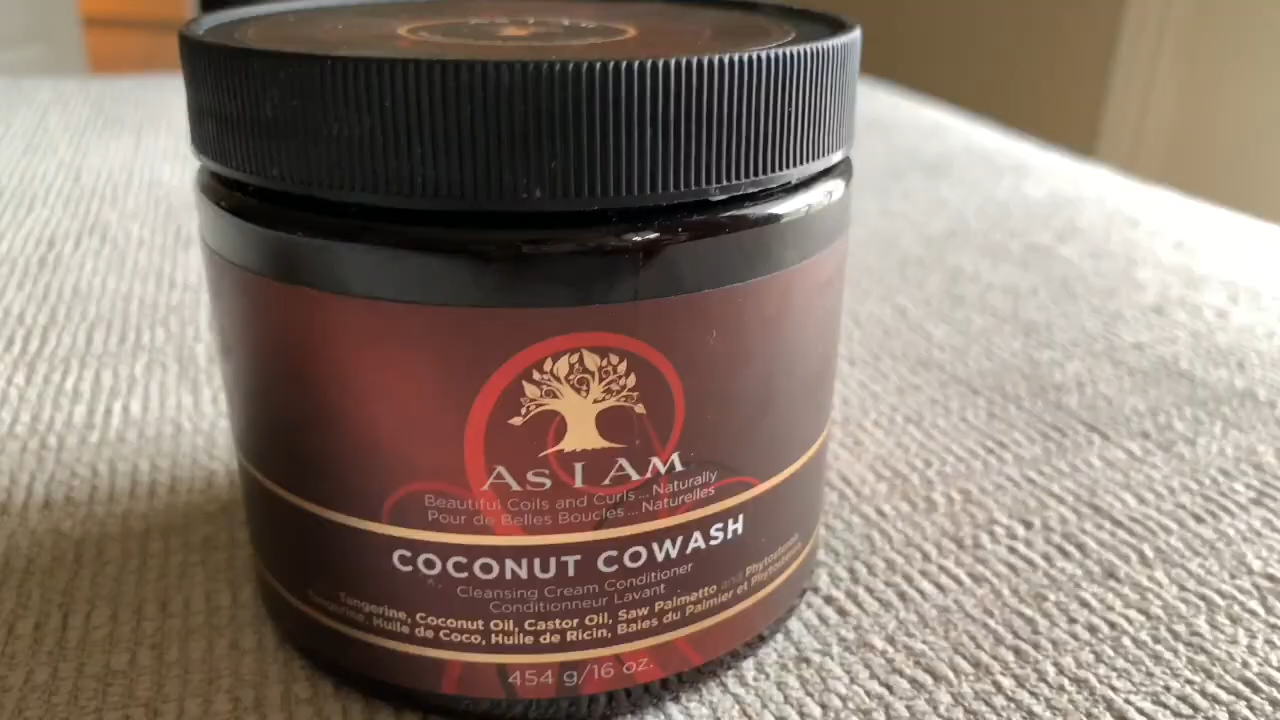 AS I AM
Beautiful Coils and Curls ... Naturally
Pour de Belles Boucles ... Naturelles
COCONUT COWASH
Cleansing Cream Conditioner
Conditionneur Lavant
Tangerine, Coconut Oil, Castor Oil, Saw Palmetto and Phytosterols
Tangerine, Huile de Coco, Huile de Ricin, Baies du Palmier et Phytostérols
454 g/16 oz.